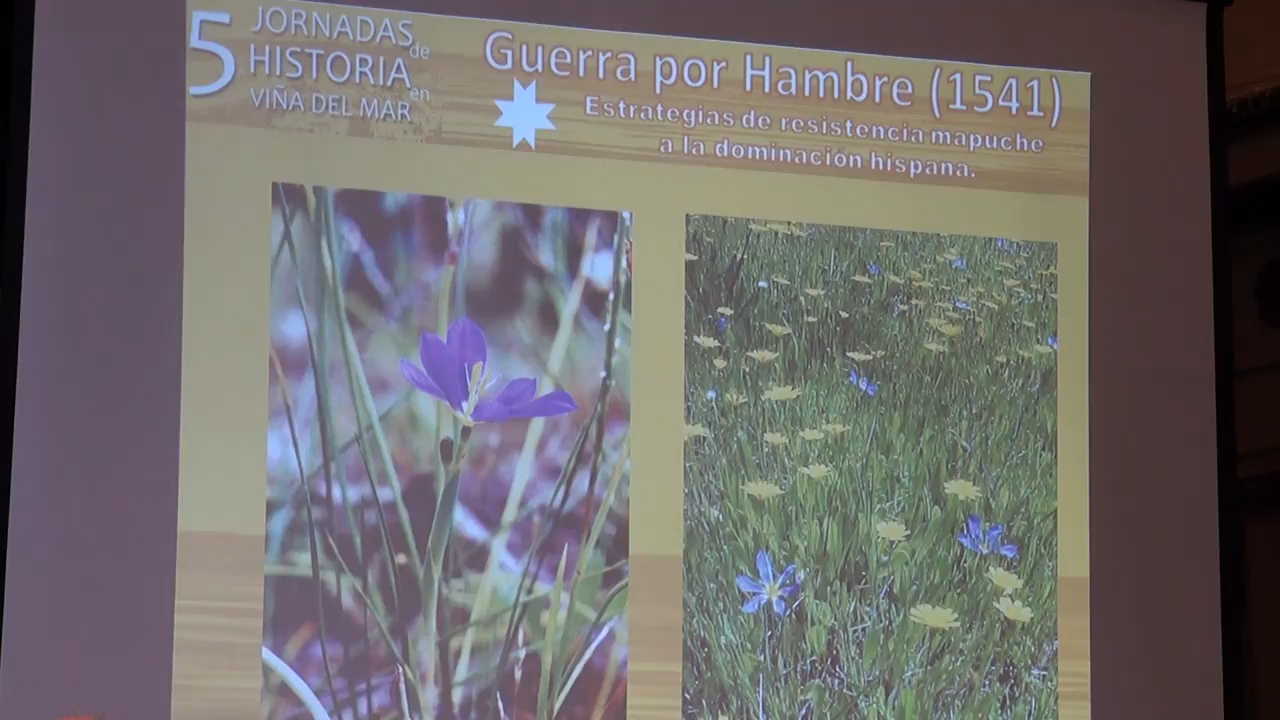 5
JORNADAS de
HISTORIA en
VIÑA DEL MAR
Guerra por Hambre (1541)
Estrategias de resistencia mapuche
a la dominación hispana.